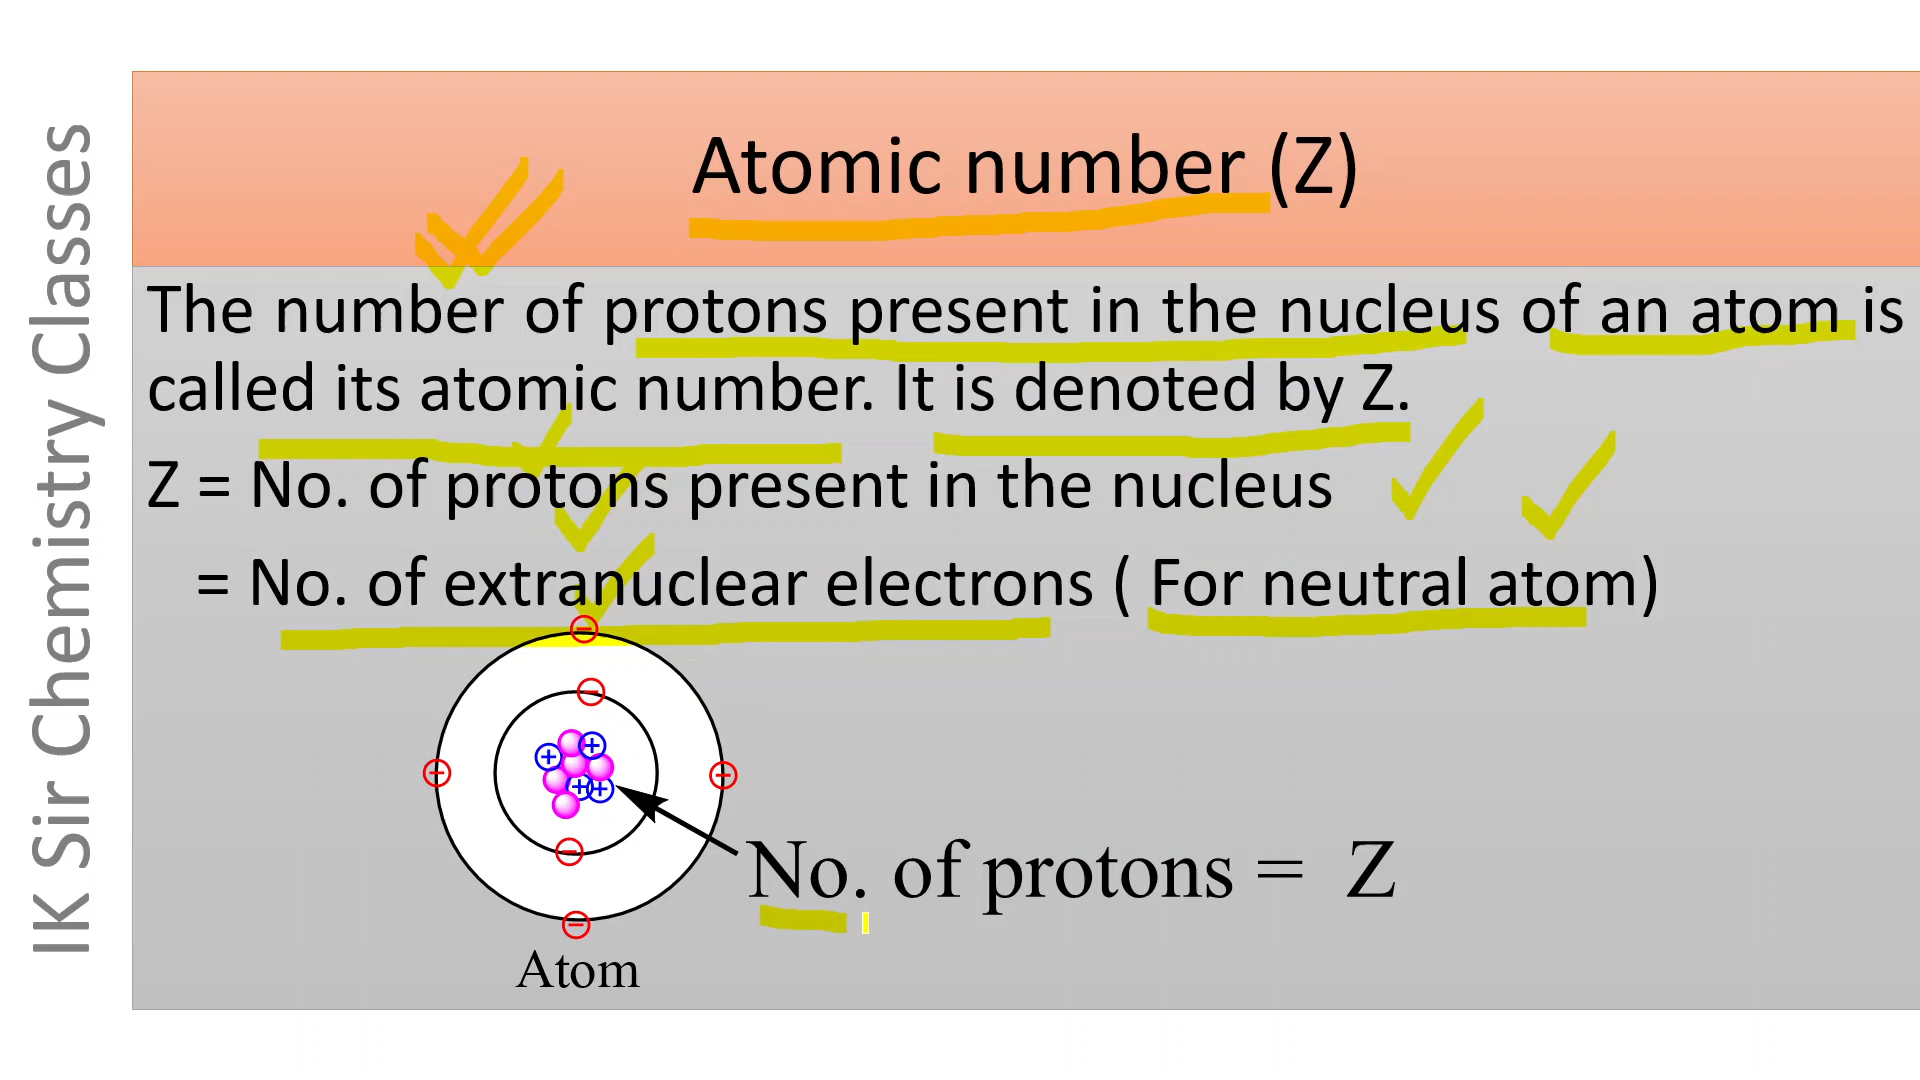 IK Sir Chemistry Classes
Atomic number (Z)
The number of protons present in the nucleus of an atom is
called its atomic number. It is denoted by Z.
Z = No. of protons present in the nucleus
= No. of extranuclear electrons ( For neutral atom)
No. of protons = Z
Atom